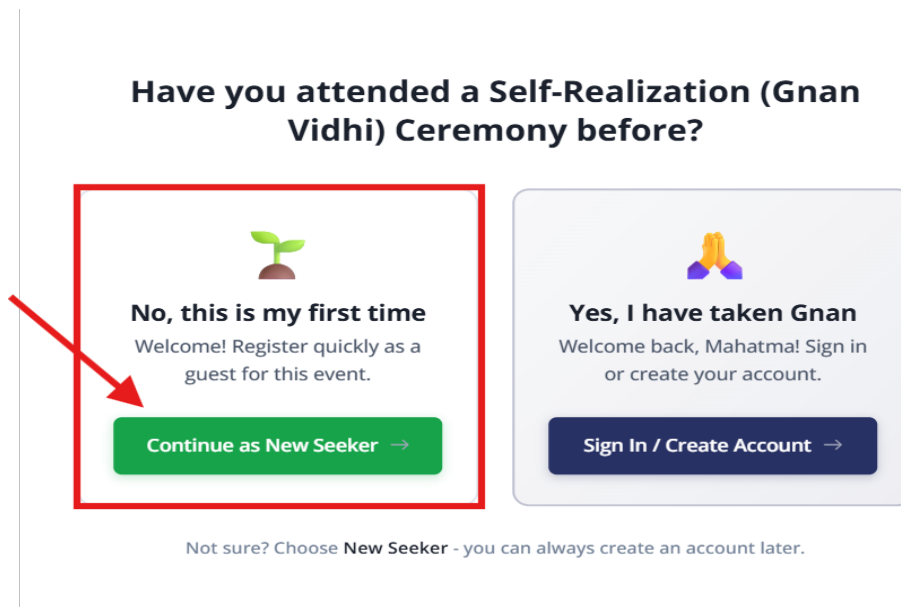 Have you attended a Self-Realization (Gnan
Vidhi) Ceremony before?
No, this is my first time
Welcome! Register quickly as a
guest for this event.
Continue as New Seeker →
Yes, I have taken Gnan
Welcome back, Mahatma! Sign in
or create your account.
Sign In / Create Account →
Not sure? Choose New Seeker - you can always create an account later.